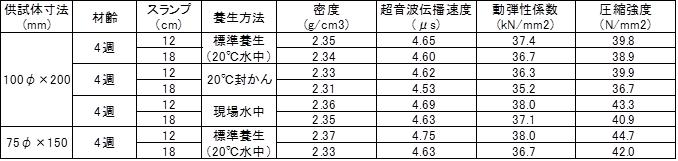 供試体寸法 材齢 スランプ 養生方法 密度 超音波伝播速度 動弾性係数 圧縮強度
(mm) (cm) (g/cm3) (μs) (kN/mm2) (N/mm2)
100φ×200 4週 12 標準養生 2.35 4.65 37.4 39.8
18 (20℃水中) 2.34 4.60 36.7 38.9
4週 12 20℃封かん 2.33 4.62 36.3 39.9
18 2.31 4.53 35.2 36.7
4週 12 現場水中 2.36 4.69 38.0 43.3
18 2.35 4.63 37.1 40.9
75φ×150 4週 12 標準養生 2.37 4.75 38.0 44.7
18 (20℃水中) 2.33 4.63 36.7 42.0